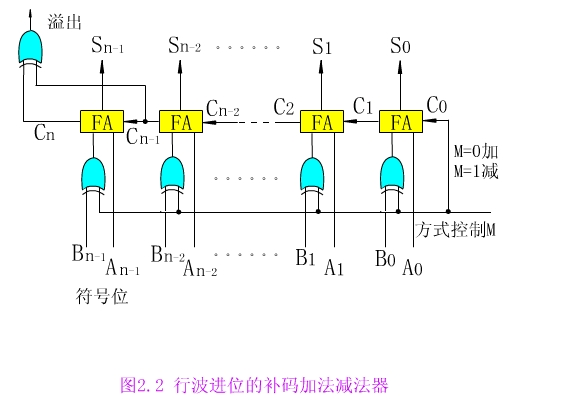 溢出
Sn-1 Sn-2 ······ S1 S0
Cn FA Cn-1 FA Cn-2 C2 FA C1 FA C0
M=0加
M=1减
······
方式控制M
Bn-1 An-1 Bn-2 An-2 ······ B1 A1 B0 A0
符号位
图2.2 行波进位的补码加法减法器